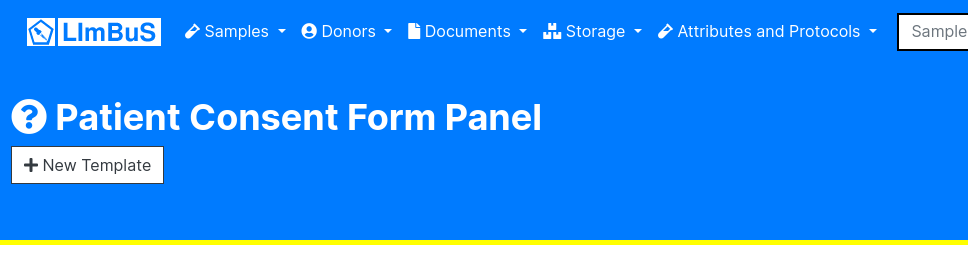 LImBuS Samples Donors Documents Storage Attributes and Protocols Sample
Patient Consent Form Panel
New Template